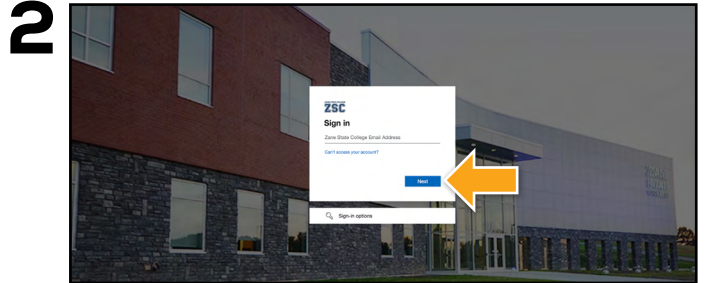 2
ZSC
Sign in
Zane State College Email Address
Can't access your account?
Next
Sign-in options